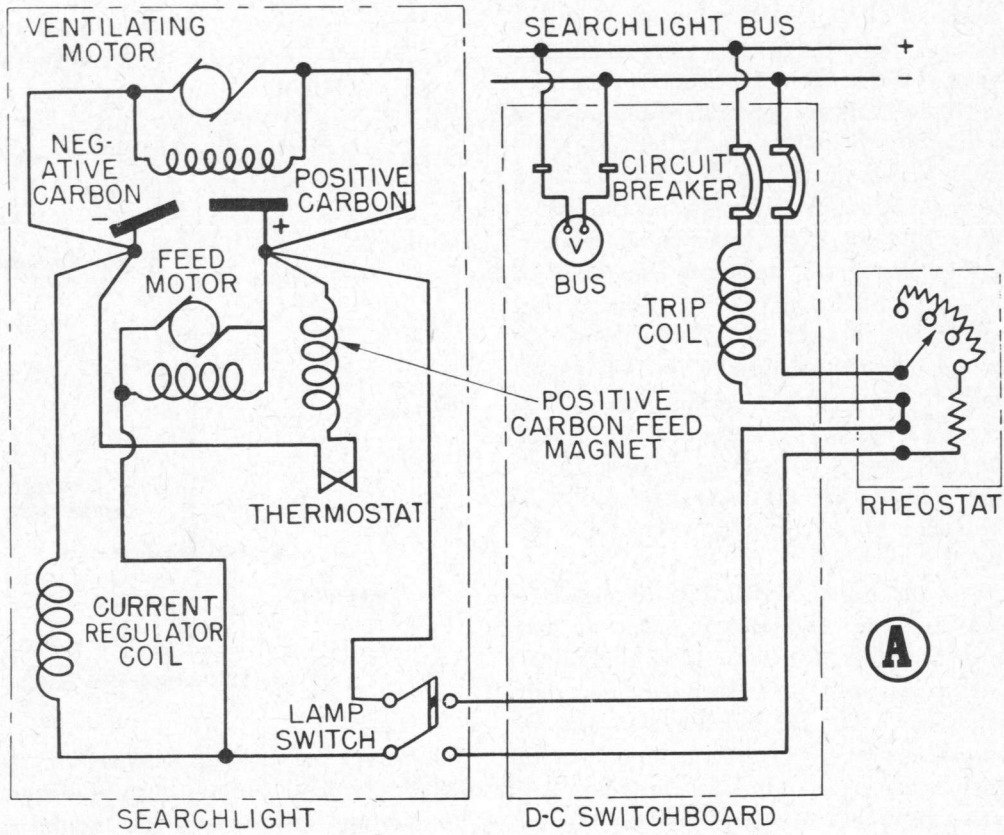 VENTILATING
MOTOR
SEARCHLIGHT BUS
+
NEG-
ATIVE
CARBON
POSITIVE
CARBON
CIRCUIT
BREAKER
−
+
FEED
MOTOR
V
BUS
TRIP
COIL
POSITIVE
CARBON FEED
MAGNET
THERMOSTAT
RHEOSTAT
CURRENT
REGULATOR
COIL
A
LAMP
SWITCH
SEARCHLIGHT
D-C SWITCHBOARD